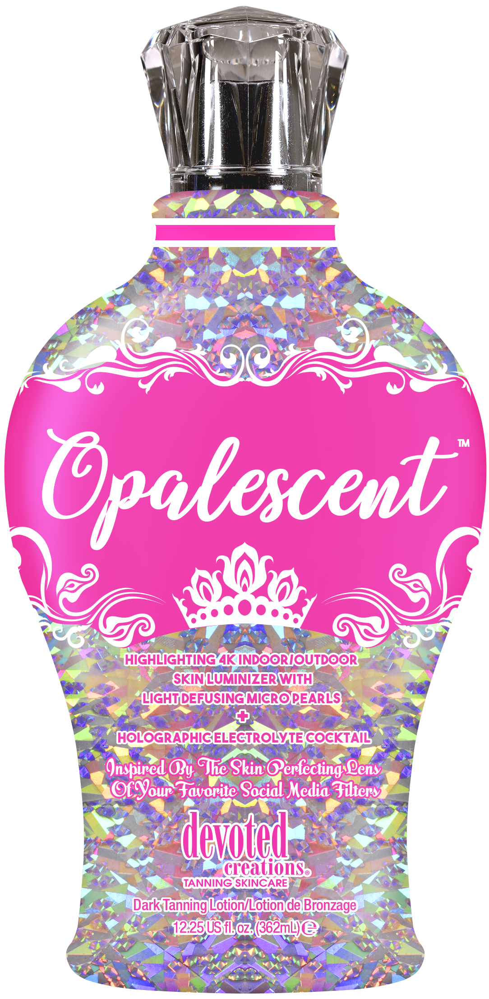 Opalescent™
HIGHLIGHTING 4K INDOOR/OUTDOOR
SKIN LUMINIZER WITH
LIGHT DEFUSING MICRO PEARLS
+
HOLOGRAPHIC ELECTROLYTE COCKTAIL
Inspired By The Skin Perfecting Lens
Of Your Favorite Social Media Filters
devoted
creations®
TANNING SKINCARE
Dark Tanning Lotion/Lotion de Bronzage
12.25 US fl. oz. (362mL) ℮